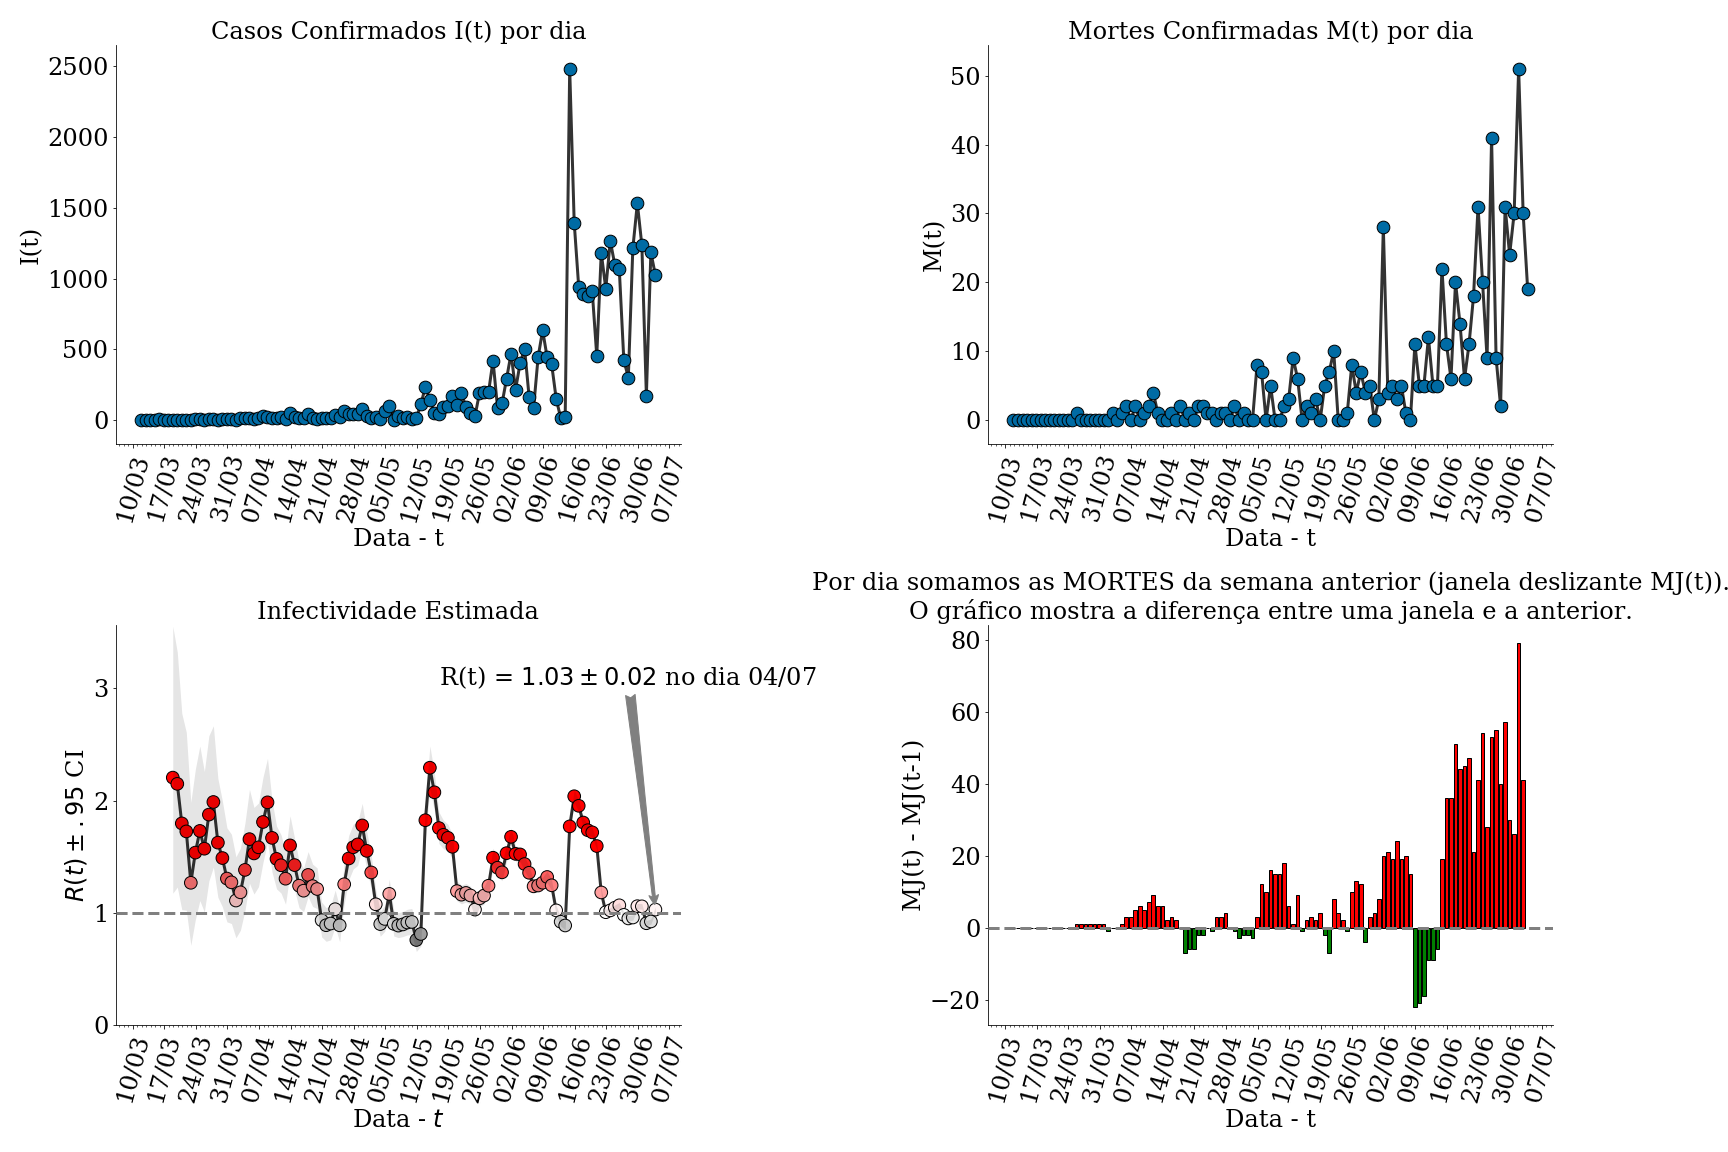 Casos Confirmados I(t) por dia
I(t)
2500
2000
1500
1000
500
0
10/03 17/03 24/03 31/03 07/04 14/04 21/04 28/04 05/05 12/05 19/05 26/05 02/06 09/06 16/06 23/06 30/06 07/07
Data - t
Mortes Confirmadas M(t) por dia
M(t)
50
40
30
20
10
0
10/03 17/03 24/03 31/03 07/04 14/04 21/04 28/04 05/05 12/05 19/05 26/05 02/06 09/06 16/06 23/06 30/06 07/07
Data - t
Infectividade Estimada
R(t) = 1.03 ± 0.02 no dia 04/07
R(t) ± .95 CI
3
2
1
0
10/03 17/03 24/03 31/03 07/04 14/04 21/04 28/04 05/05 12/05 19/05 26/05 02/06 09/06 16/06 23/06 30/06 07/07
Data - t
Por dia somamos as MORTES da semana anterior (janela deslizante MJ(t)).
O gráfico mostra a diferença entre uma janela e a anterior.
MJ(t) - MJ(t-1)
80
60
40
20
0
−20
10/03 17/03 24/03 31/03 07/04 14/04 21/04 28/04 05/05 12/05 19/05 26/05 02/06 09/06 16/06 23/06 30/06 07/07
Data - t